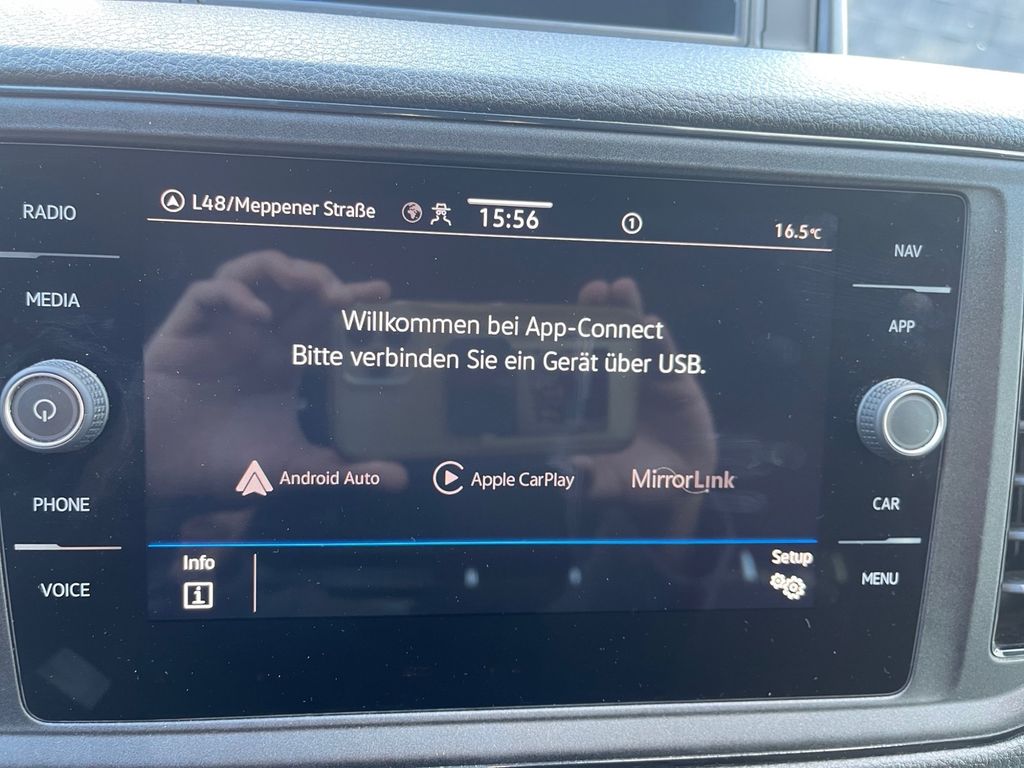 RADIO
MEDIA
PHONE
VOICE
L48/Meppener Straße
15:56
1
16.5°C
Willkommen bei App-Connect
Bitte verbinden Sie ein Gerät über USB.
Android Auto
Apple CarPlay
MirrorLink
Info
i
Setup
NAV
APP
CAR
MENU